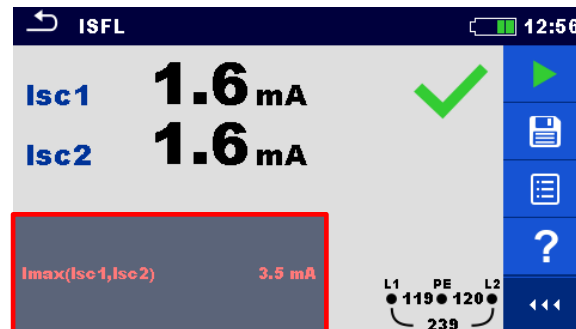 ISFL 12:56
Isc1 1.6 mA
Isc2 1.6 mA
Imax(Isc1,Isc2) 3.5 mA
?
L1 PE L2
119 120
239